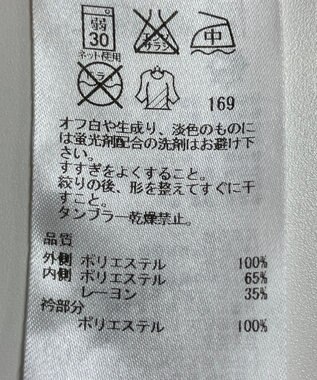 弱
30
ネット使用
エンソ
サラシ
中
ドライ
169
オフ白や生成り、淡色のものに
は蛍光剤配合の洗剤はお避け下
さい。
すすぎをよくすること。
絞りの後、形を整えてすぐに干
すこと。
タンブラー乾燥禁止。
品質
外側 ポリエステル 100%
内側 ポリエステル 65%
レーヨン 35%
衿部分
ポリエステル 100%